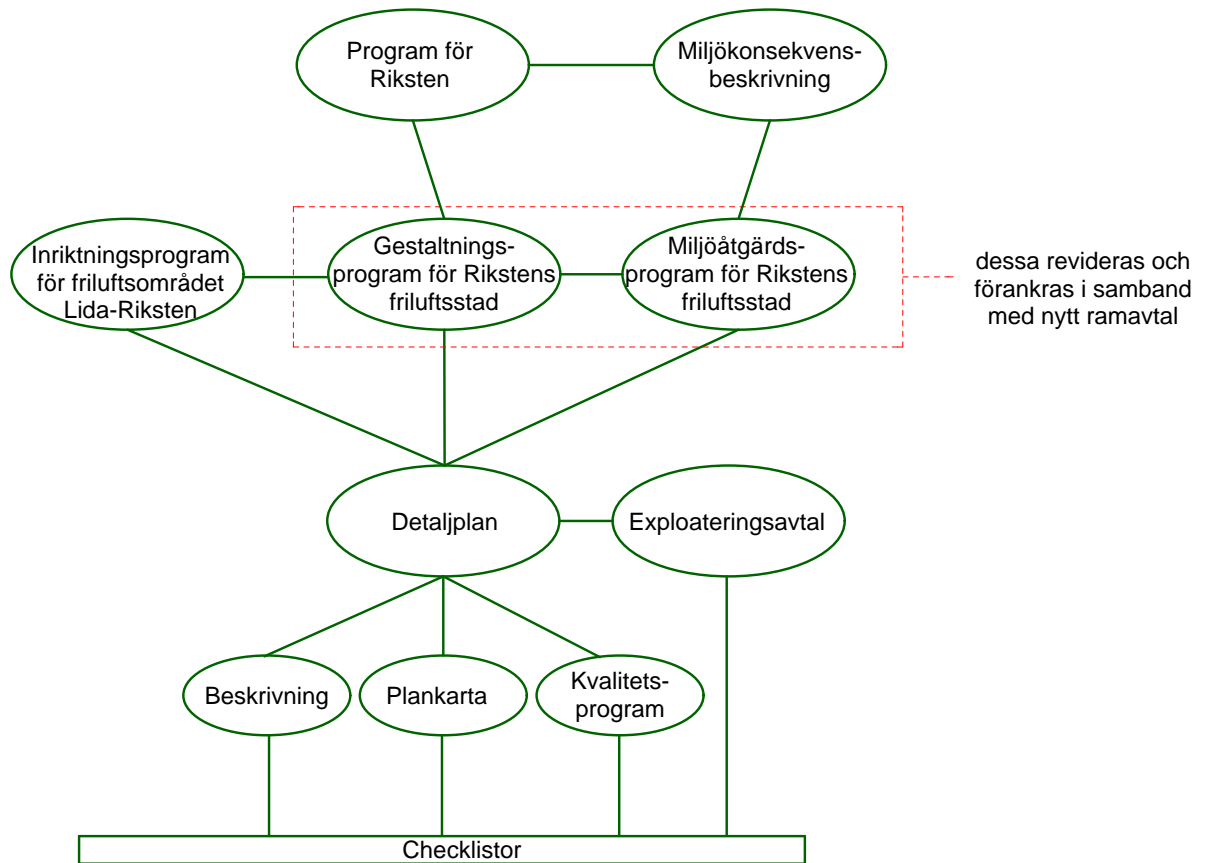 Program för
Riksten
Miljökonsekvens-
beskrivning
Inriktningsprogram
för friluftsområdet
Lida-Riksten
Gestaltnings-
program för Rikstens
friluftsstad
Miljöåtgärds-
program för Rikstens
friluftsstad
dessa revideras och
förankras i samband
med nytt ramavtal
Detaljplan
Exploateringsavtal
Beskrivning
Plankarta
Kvalitets-
program
Checklistor